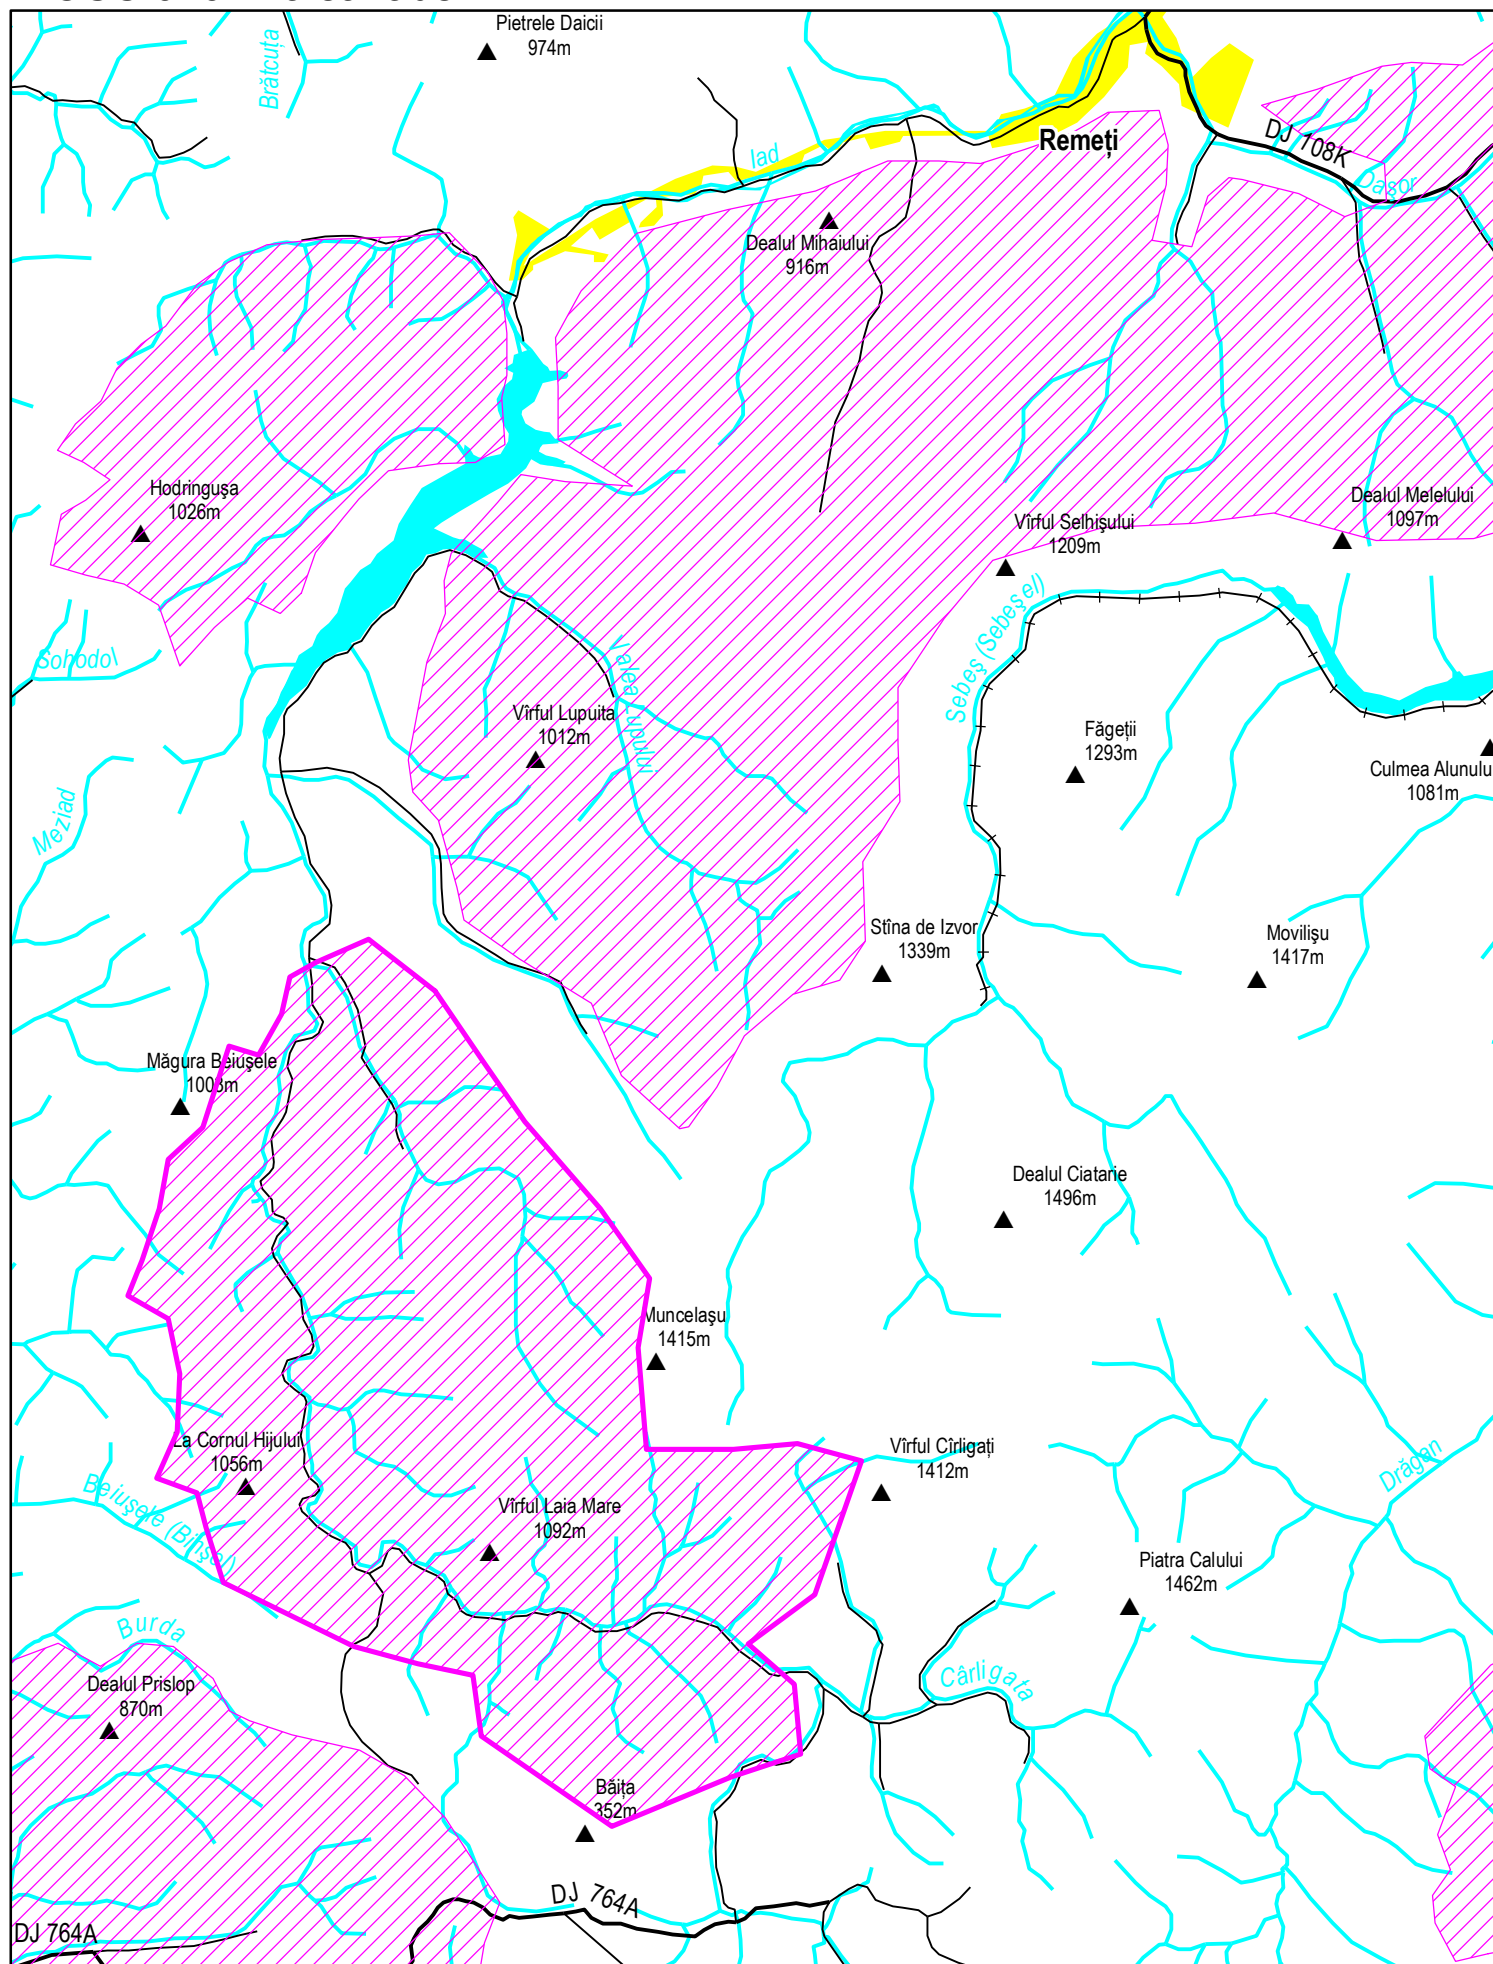 Pietrele Daicii
974m
Brătcuța
Remeți
DJ 108K
Iad
Dașor
Dealul Mihaiului
916m
Hodringușa
1026m
Dealul Melelului
1097m
Vîrful Selhișului
1209m
Sebeș (Sebeșel)
Sohodol
Valea Lupului
Vîrful Lupuita
1012m
Făgeții
1293m
Culmea Alunulu
1081m
Meziad
Stîna de Izvor
1339m
Movilișu
1417m
Măgura Beiușele
1003m
Dealul Ciatarie
1496m
Muncelașu
1415m
La Cornul Hijului
1056m
Vîrful Cîrligați
1412m
Drăgan
Beiușele
Vîrful Laia Mare
1092m
Piatra Calului
1462m
Burda
Dealul Prislop
870m
Cârligata
Băița
352m
DJ 764A
DJ 764A